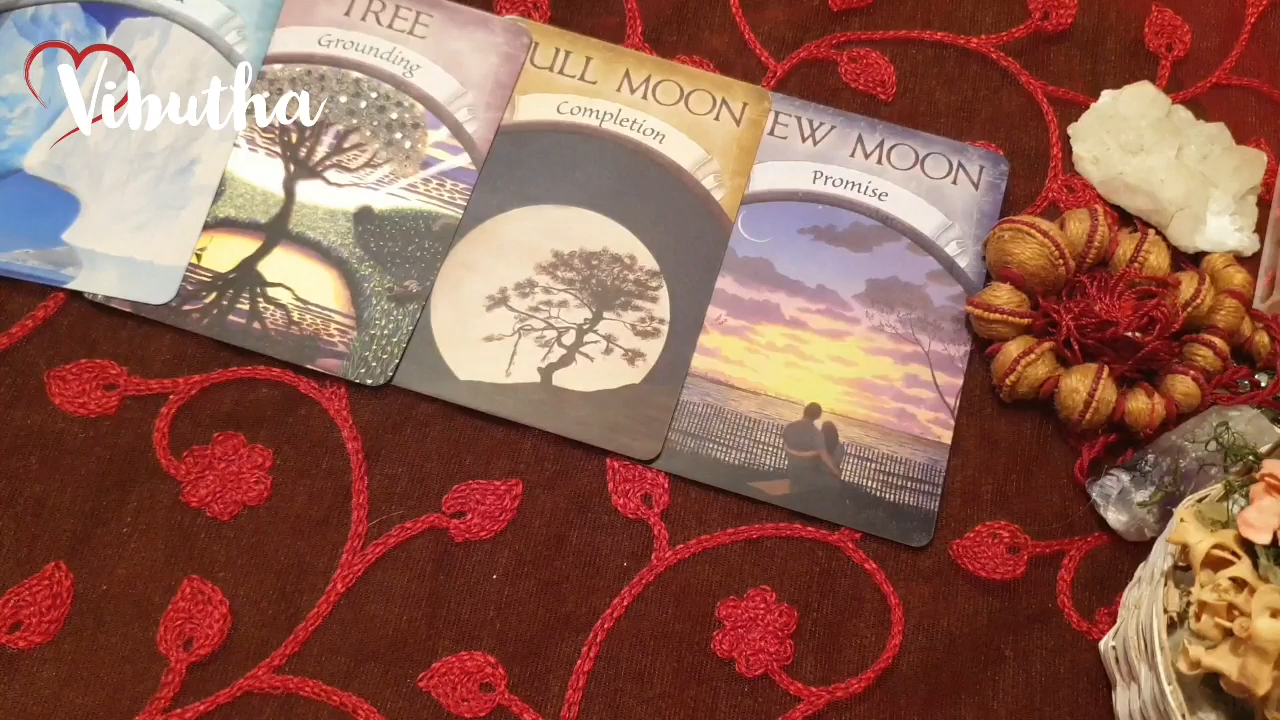 Vibutha
TREE
Grounding
ULL MOON
Completion
EW MOON
Promise